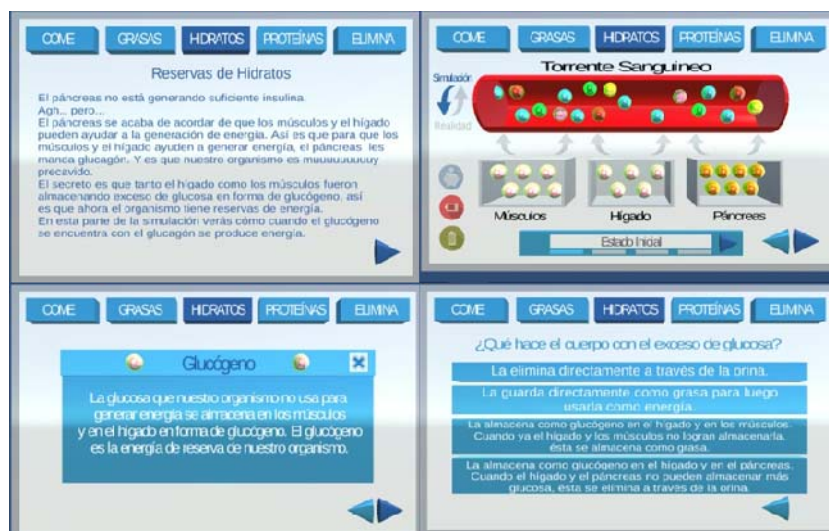 COME GRASAS HIDRATOS PROTEÍNAS ELIMINA
Reservas de Hidratos
El páncreas no está generando suficiente insulina.
Agh... pero...
El páncreas se acaba de acordar de que los músculos y el hígado
pueden ayudar a la generación de energía. Así es que para que los
músculos y el hígado ayuden a generar energía, el páncreas les
manda glucagón. Y es que nuestro organismo es muuuuuuuuy
precavido.
El secreto es que tanto el hígado como los músculos fueron
almacenando exceso de glucosa en forma de glucógeno, así
es que ahora el organismo tiene reservas de energía.
En esta parte de la simulación verás cómo cuando el glucógeno
se encuentra con el glucagón se produce energía.
COME GRASAS HIDRATOS PROTEÍNAS ELIMINA
Torrente Sanguineo
Simulación
Realidad
Músculos Hígado Páncreas
Estado Inicial
COME GRASAS HIDRATOS PROTEÍNAS ELIMINA
Glucógeno
La glucosa que nuestro organismo no usa para
generar energía se almacena en los músculos
y en el hígado en forma de glucógeno. El glucógeno
es la energía de reserva de nuestro organismo.
COME GRASAS HIDRATOS PROTEÍNAS ELIMINA
¿Qué hace el cuerpo con el exceso de glucosa?
La elimina directamente a través de la orina.
La guarda directamente como grasa para luego
usarla como energía.
La almacena como glucógeno en el hígado y en los músculos.
Cuando ya el hígado y los músculos no logran almacenarla,
ésta se almacena como grasa.
La almacena como glucógeno en el hígado y en el páncreas.
Cuando el hígado y el páncreas no pueden almacenar más
glucosa, ésta se elimina a través de la orina.